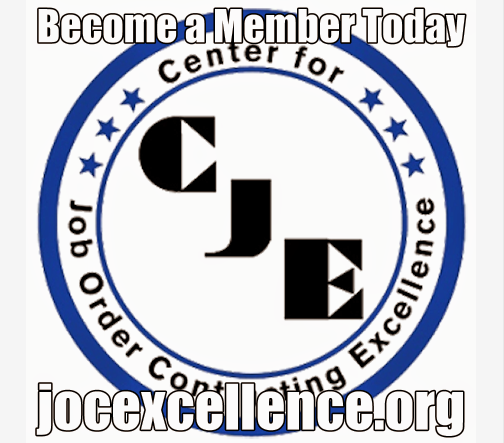 Become a Member Today
Center for
CJE
Job Order Contracting Excellence
jocexcellence.org